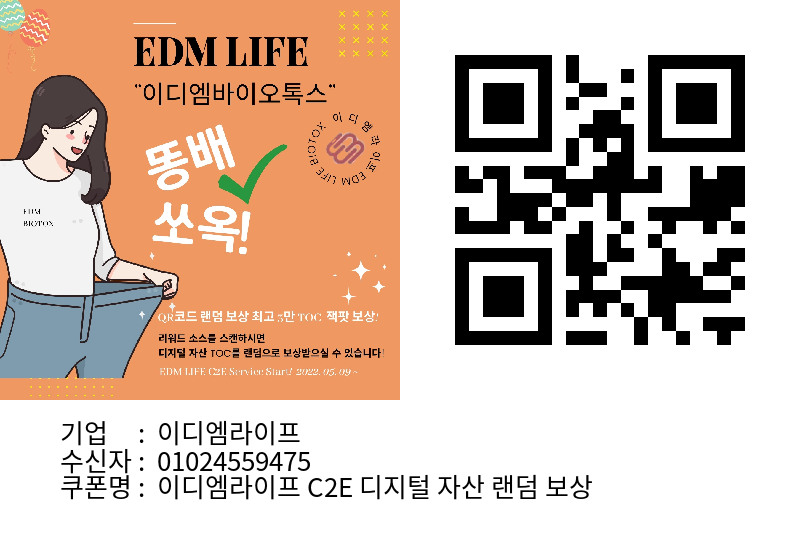 EDM LIFE
"이디엠바이오톡스"
이 디 엠 라 이 프 EDM LIFE BIOTOX
똥배
쏘옥!
EDM
BIOTOX
QR코드 랜덤 보상 최고 5만 TOC 잭팟 보상!
리워드 소스를 스캔하시면
디지털 자산 TOC를 랜덤으로 보상받으실 수 있습니다!
EDM LIFE C2E Service Start! 2022. 05. 09 ~
기업 : 이디엠라이프
수신자 : 01024559475
쿠폰명 : 이디엠라이프 C2E 디지털 자산 랜덤 보상